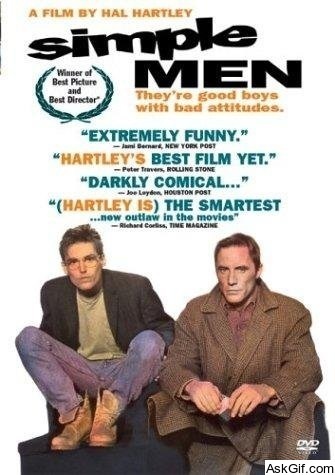 A FILM BY HAL HARTLEY
simple
MEN
Winner of
Best Picture
and
Best Director*
They're good boys
with bad attitudes.
"EXTREMELY FUNNY."
— Jami Bernard, NEW YORK POST
"HARTLEY'S BEST FILM YET."
— Peter Travers, ROLLING STONE
"DARKLY COMICAL..."
— Joe Leydon, HOUSTON POST
"(HARTLEY IS) THE SMARTEST
...new outlaw in the movies"
— Richard Corliss, TIME MAGAZINE
DVD
VIDEO
AskGif.com